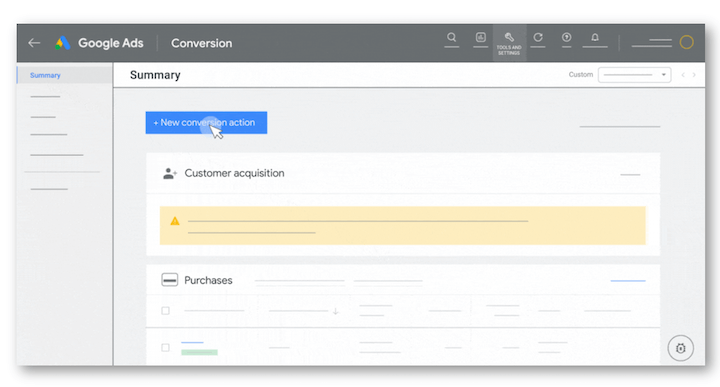 Google Ads
Conversion
TOOLS AND
SETTINGS
Summary
Summary
Custom
+ New conversion action
Customer acquisition
Purchases